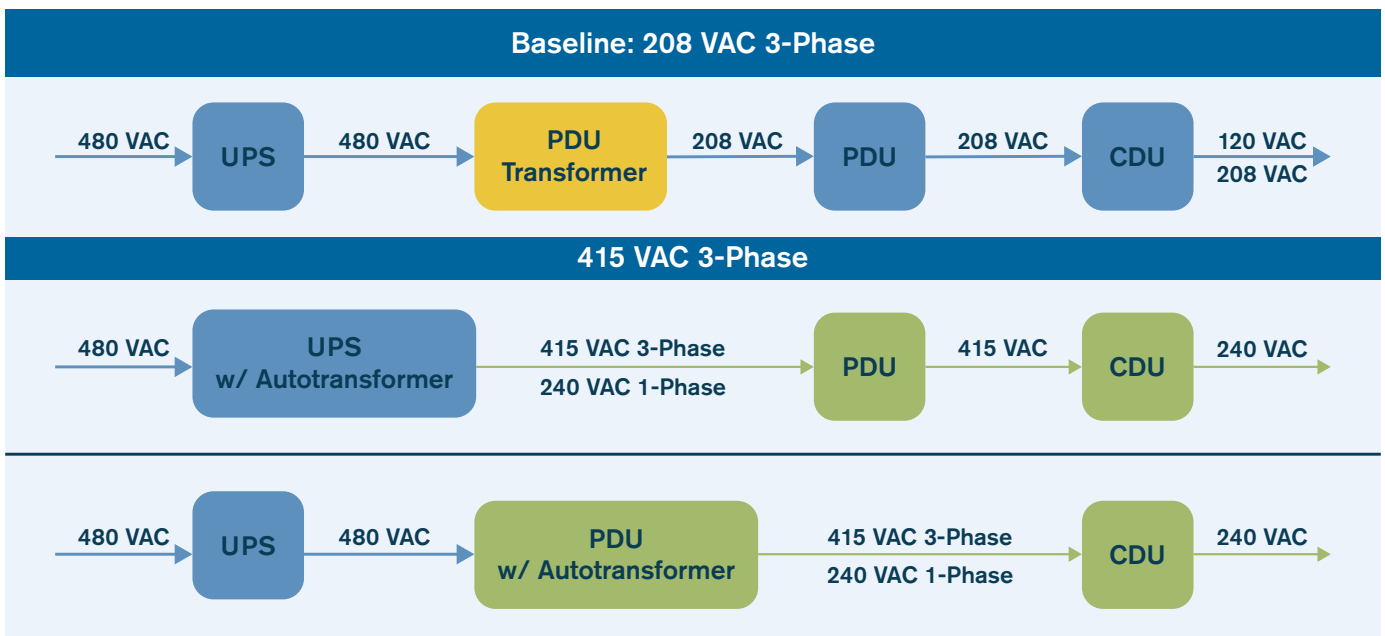 Baseline: 208 VAC 3-Phase
480 VAC
UPS
480 VAC
PDU
Transformer
208 VAC
PDU
208 VAC
CDU
120 VAC
208 VAC
415 VAC 3-Phase
480 VAC
UPS
w/ Autotransformer
415 VAC 3-Phase
240 VAC 1-Phase
PDU
415 VAC
CDU
240 VAC
480 VAC
UPS
480 VAC
PDU
w/ Autotransformer
415 VAC 3-Phase
240 VAC 1-Phase
CDU
240 VAC